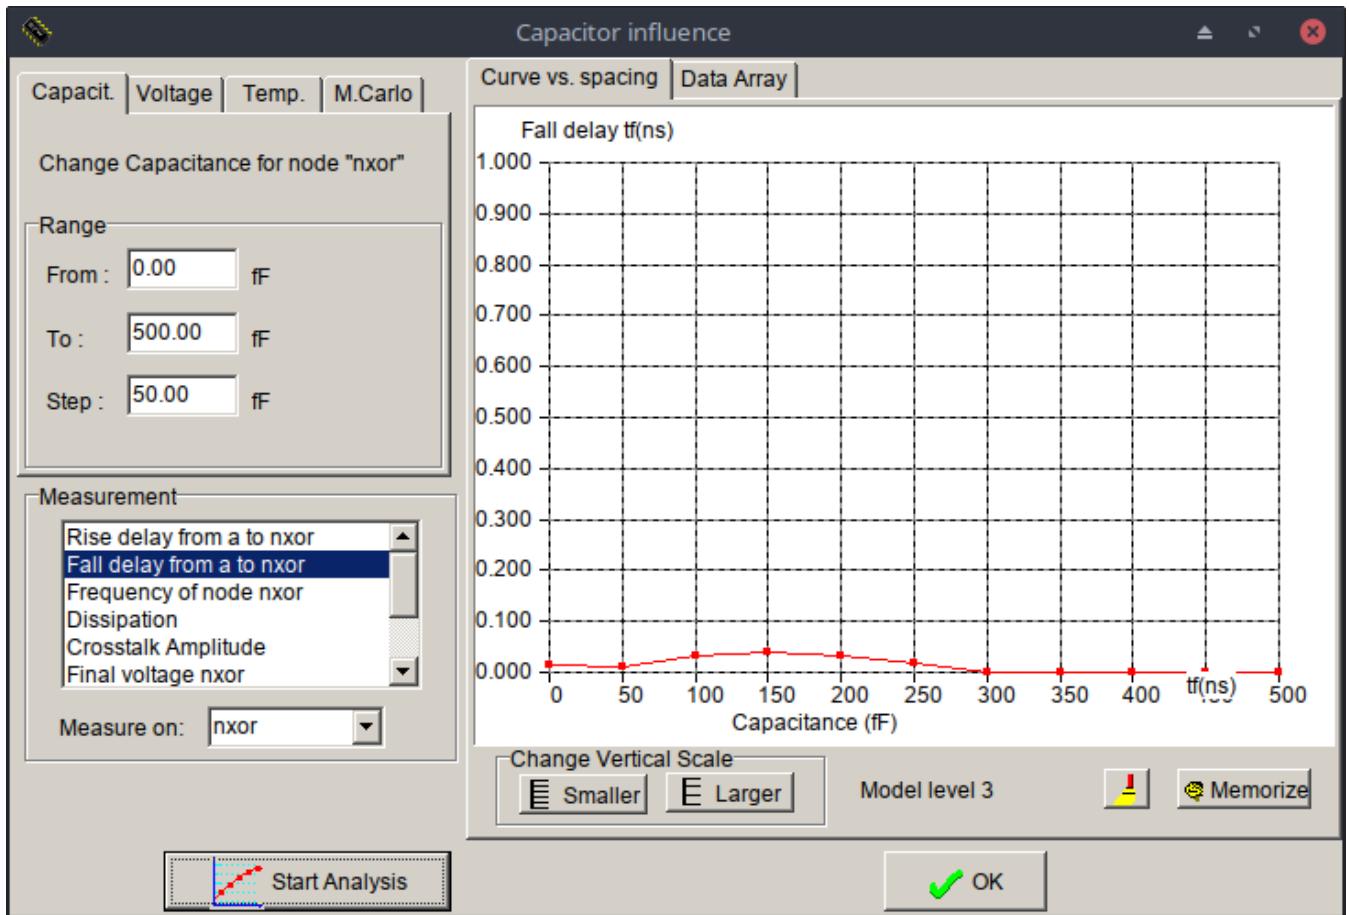 Capacitor influence
Capacit. Voltage Temp. M.Carlo
Change Capacitance for node "nxor"
Range
From : 0.00 fF
To : 500.00 fF
Step : 50.00 fF
Measurement
Rise delay from a to nxor
Fall delay from a to nxor
Frequency of node nxor
Dissipation
Crosstalk Amplitude
Final voltage nxor
Measure on: nxor
Start Analysis
Curve vs. spacing Data Array
Fall delay tf(ns)
1.000
0.900
0.800
0.700
0.600
0.500
0.400
0.300
0.200
0.100
0.000
0 50 100 150 200 250 300 350 400 tf(ns) 500
Capacitance (fF)
Change Vertical Scale
Smaller Larger
Model level 3
Memorize
OK